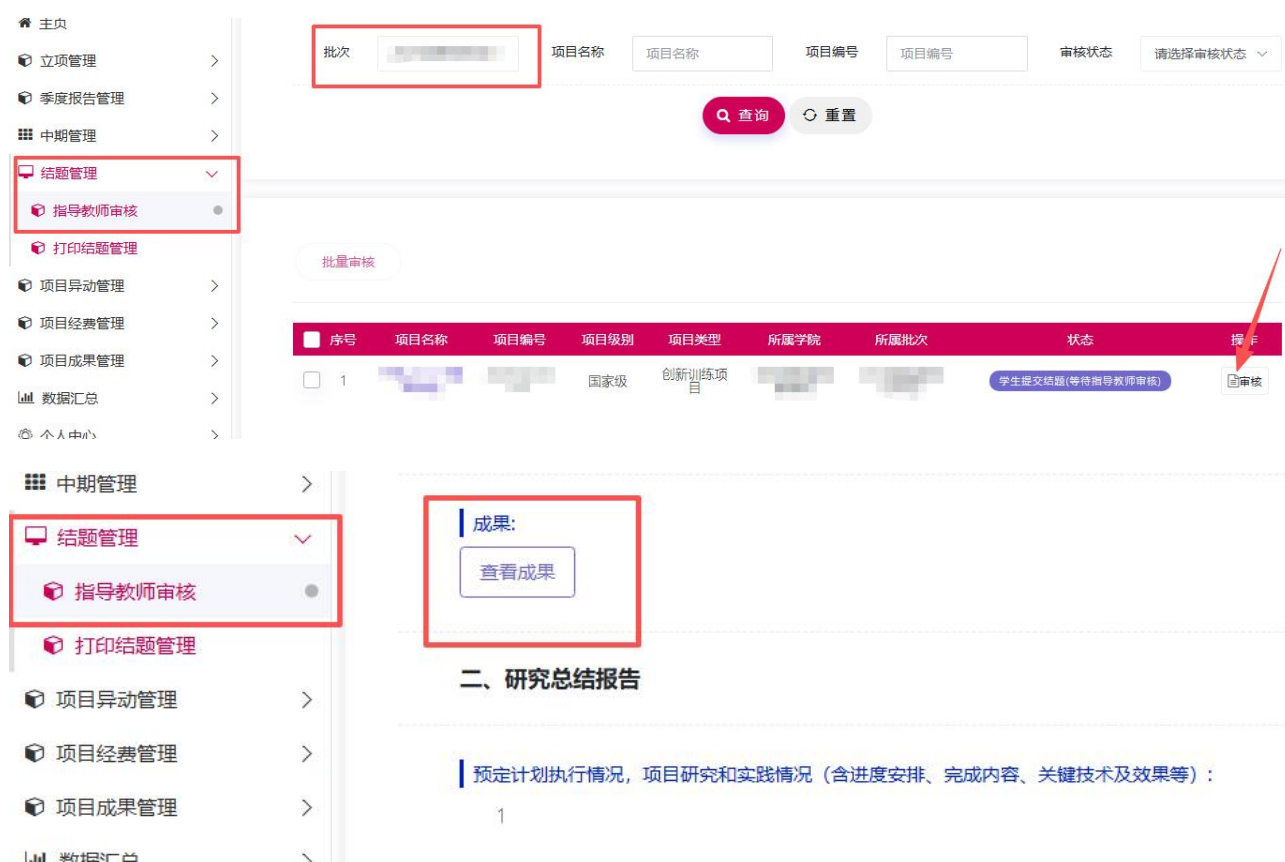 主页
批次 项目名称 项目名称 项目编号 项目编号 审核状态 请选择审核状态
立项管理
季度报告管理
查询 重置
中期管理
结题管理
指导教师审核
打印结题管理
批量审核
项目异动管理
项目经费管理
序号 项目名称 项目编号 项目级别 项目类型 所属学院 所属批次 状态 操作
项目成果管理
1 国家级 创新训练项目 学生提交结题(等待指导教师审核) 审核
数据汇总
个人中心
中期管理
结题管理
成果:
查看成果
指导教师审核
打印结题管理
二、研究总结报告
项目异动管理
项目经费管理
预定计划执行情况，项目研究和实践情况（含进度安排、完成内容、关键技术及效果等）:
项目成果管理
1
数据汇总